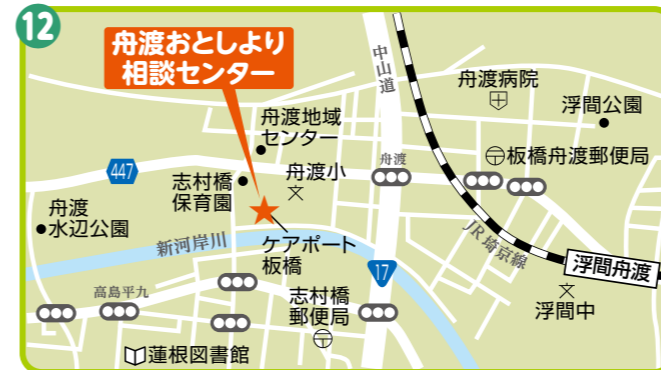 12
舟渡おとしより
相談センター
中山道
舟渡病院
浮間公園
舟渡地域
センター
板橋舟渡郵便局
447
志村橋
保育園
舟渡小
舟渡
舟渡
水辺公園
新河岸川
ケアポート
板橋
JR埼京線
浮間舟渡
17
高島平九
志村橋
郵便局
浮間中
蓮根図書館